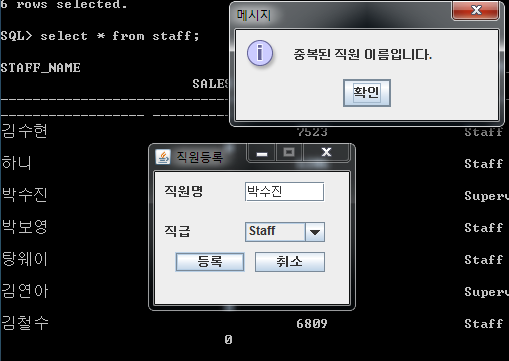 6 rows selected.
메시지
SQL> select * from staff;
중복된 직원 이름입니다.
STAFF_NAME
SALES
확인
------------------------------------------------------------
------------------ ------------------
김수현 7523 Staff
직원등록
하니 Staff
직원명 박수진
박수진 Superv
박보영 Staff
직급 Staff
탕웨이 Staff
등록 취소
김연아 Superv
김철수 6809 Staff
0